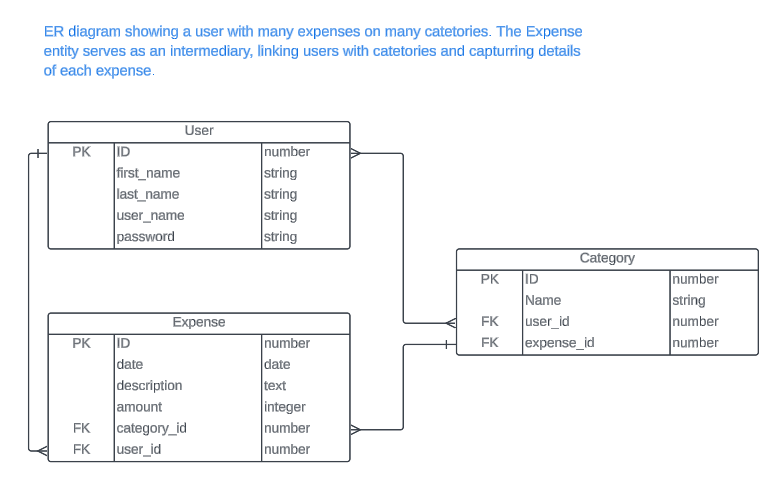 ER diagram showing a user with many expenses on many catetories. The Expense
entity serves as an intermediary, linking users with catetories and capturring details
of each expense.
User
PK ID number
first_name string
last_name string
user_name string
password string
Category
PK ID number
Name string
FK user_id number
FK expense_id number
Expense
PK ID number
date date
description text
amount integer
FK category_id number
FK user_id number